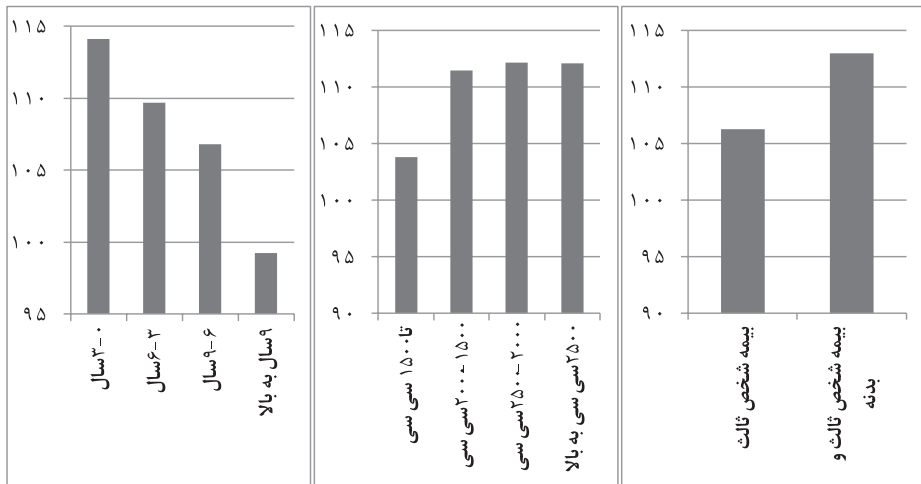 ۱۱۵
۱۱۰
۱۰۵
۱۰۰
۹۵
۰-۳سال
۳-۶سال
۶-۹سال
۹سال به بالا
۱۱۵
۱۱۰
۱۰۵
۱۰۰
۹۵
۹۰
تا۱۵۰۰ سی سی
۱۵۰۰-۲۰۰۰سی سی
۲۰۰۰-۲۵۰۰سی سی
۲۵۰۰سی سی به بالا
۱۱۵
۱۱۰
۱۰۵
۱۰۰
۹۵
۹۰
بیمه شخص ثالث
بیمه شخص ثالث و
بدنه